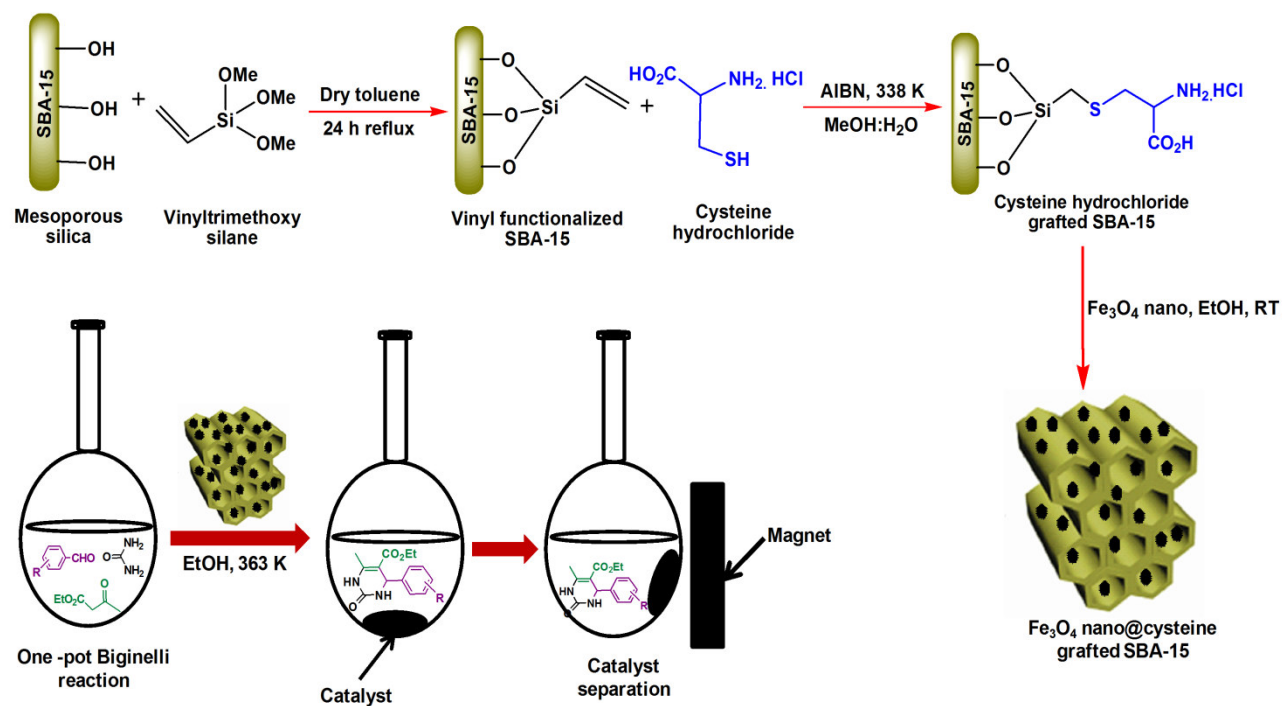 SBA-15
OH
OH
OH
+
OMe
OMe
Si
OMe
Dry toluene
24 h reflux
SBA-15
O
O
O
Si
+
HO₂C
NH₂. HCl
SH
AIBN, 338 K
MeOH:H₂O
SBA-15
O
O
O
Si
S
NH₂.HCl
CO₂H
Mesoporous
silica
Vinyltrimethoxy
silane
Vinyl functionalized
SBA-15
Cysteine
hydrochloride
Cysteine hydrochloride
grafted SBA-15
Fe₃O₄ nano, EtOH, RT
Fe₃O₄ nano@cysteine
grafted SBA-15
CHO
R
NH₂
O
NH₂
EtO₂C
O
One -pot Biginelli
reaction
EtOH, 363 K
CO₂Et
HN
NH
O
R
Catalyst
CO₂Et
HN
NH
O
R
Catalyst
separation
Magnet